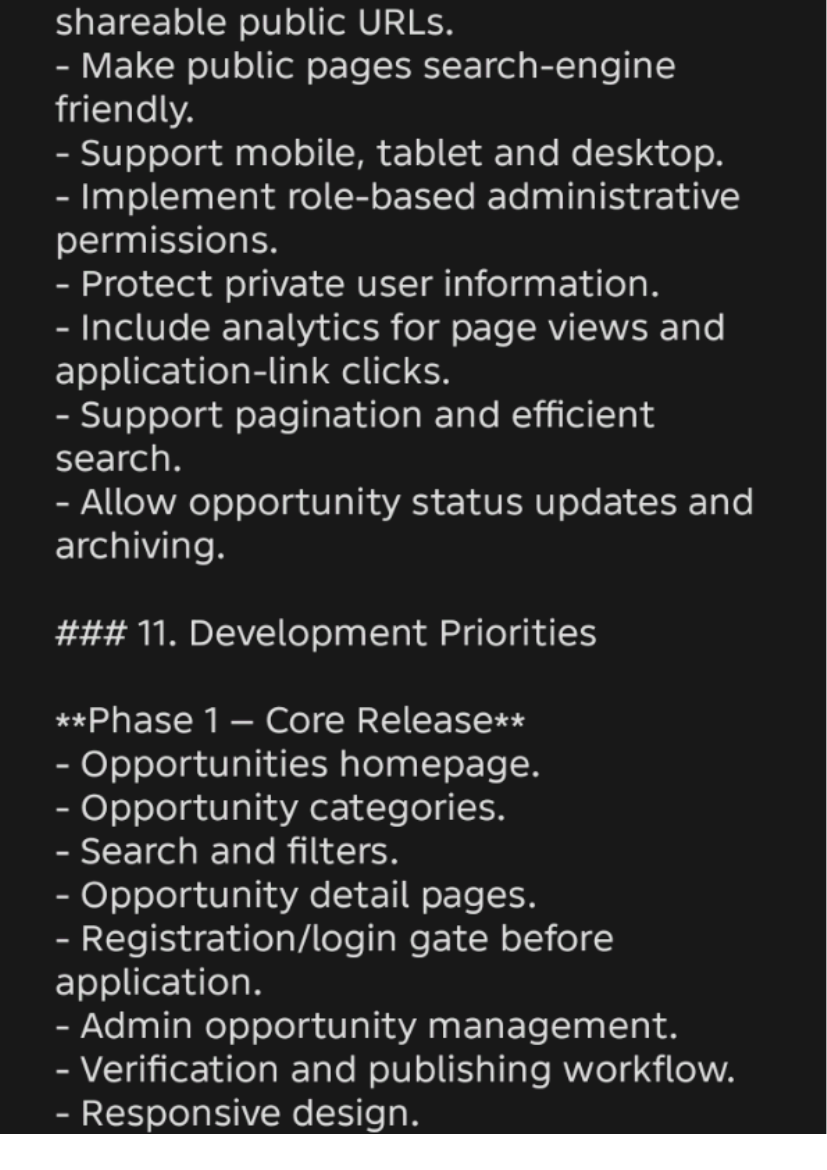 shareable public URLs.
- Make public pages search-engine
friendly.
- Support mobile, tablet and desktop.
- Implement role-based administrative
permissions.
- Protect private user information.
- Include analytics for page views and
application-link clicks.
- Support pagination and efficient
search.
- Allow opportunity status updates and
archiving.
### 11. Development Priorities
**Phase 1 – Core Release**
- Opportunities homepage.
- Opportunity categories.
- Search and filters.
- Opportunity detail pages.
- Registration/login gate before
application.
- Admin opportunity management.
- Verification and publishing workflow.
- Responsive design.